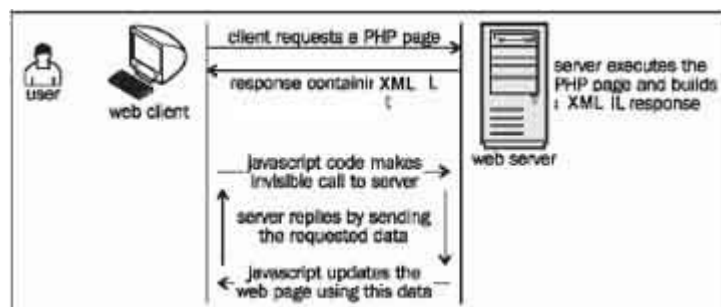 client requests a PHP page
user
web client
response containir XML L
t
server executes the
PHP page and builds
: XML IL response
web server
javascript code makes
invisible call to server
server replies by sending
the requested data
javascript updates the
web page using this data